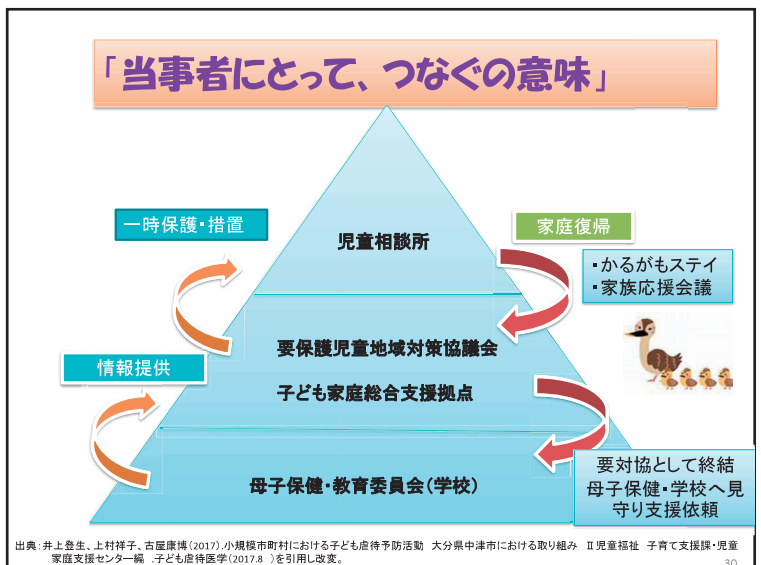 「当事者にとって、つなぐの意味」
一時保護・措置
児童相談所
家庭復帰
・かるがもステイ
・家族応援会議
要保護児童地域対策協議会
情報提供
子ども家庭総合支援拠点
母子保健・教育委員会(学校)
要対協として終結
母子保健・学校へ見
守り支援依頼
出典:井上登生、上村祥子、古屋康博(2017).小規模市町村における子ども虐待予防活動 大分県中津市における取り組み Ⅱ児童福祉 子育て支援課・児童
家庭支援センター編 .子ども虐待医学(2017.8 )を引用し改変。
30